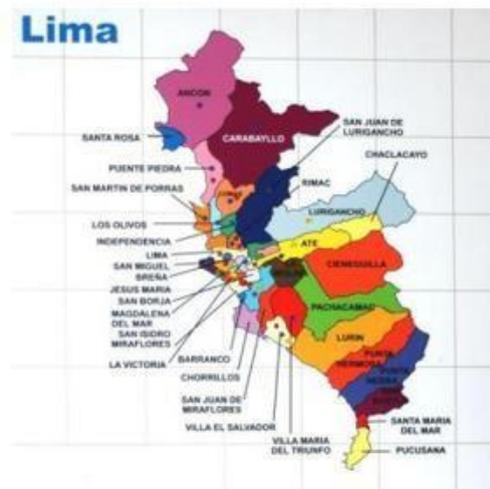 Lima
ANCON
SANTA ROSA
CARABAYLLO
SAN JUAN DE
LURIGANCHO
CHACLACAYO
PUENTE PIEDRA
RIMAC
SAN MARTIN DE PORRAS
LURIGANCHO
LOS OLIVOS
INDEPENDENCIA
ATE
LIMA
CIENEGUILLA
SAN MIGUEL
BREÑA
JESUS MARIA
SAN BORJA
PACHACAMAC
MAGDALENA
DEL MAR
SAN ISIDRO
MIRAFLORES
LURIN
LA VICTORIA
BARRANCO
PUNTA
HERMOSA
PUNTA
CHORRILLOS
SAN JUAN DE
MIRAFLORES
VILLA EL SALVADOR
SANTA MARIA
DEL MAR
VILLA MARIA
DEL TRIUNFO
PUCUSANA